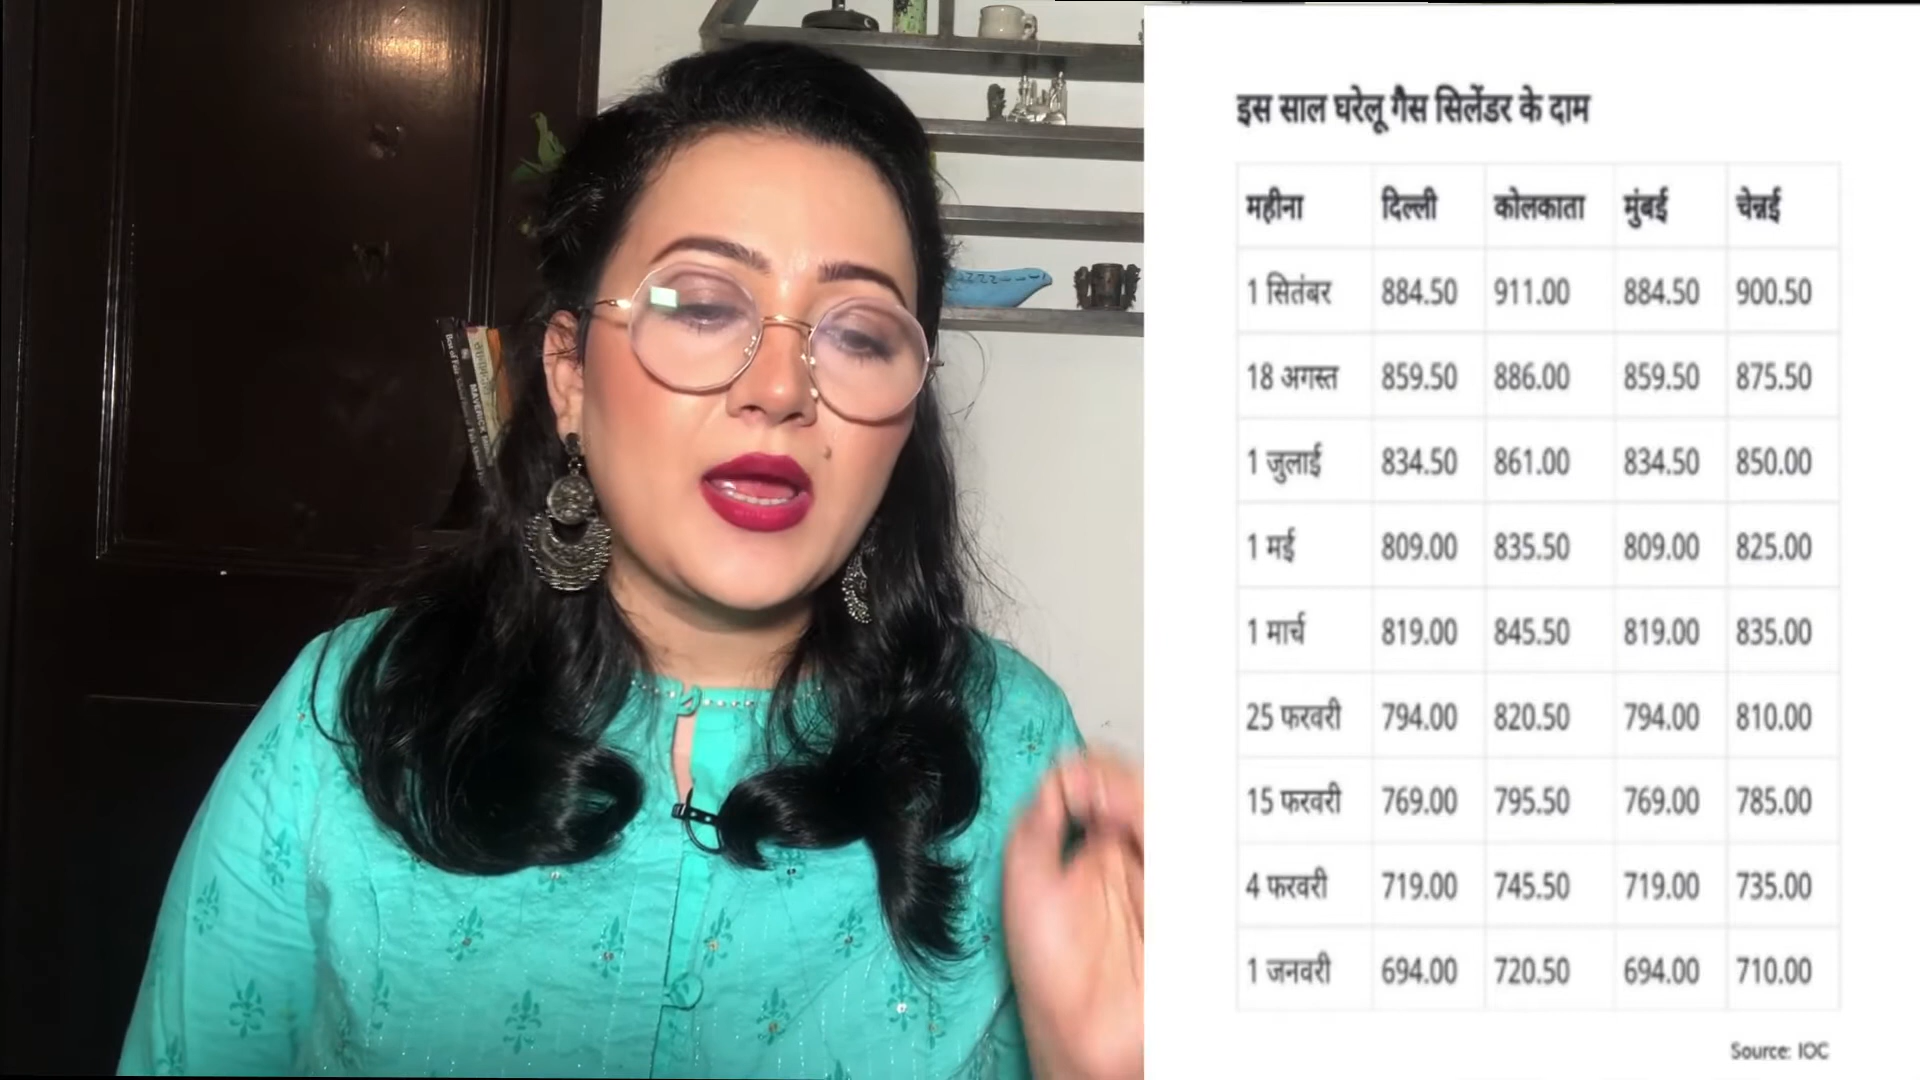 इस साल घरेलू गैस सिलेंडर के दाम
महीना दिल्ली कोलकाता मुंबई चेन्नई
1 सितंबर 884.50 911.00 884.50 900.50
18 अगस्त 859.50 886.00 859.50 875.50
1 जुलाई 834.50 861.00 834.50 850.00
1 मई 809.00 835.50 809.00 825.00
1 मार्च 819.00 845.50 819.00 835.00
25 फरवरी 794.00 820.50 794.00 810.00
15 फरवरी 769.00 795.50 769.00 785.00
4 फरवरी 719.00 745.50 719.00 735.00
1 जनवरी 694.00 720.50 694.00 710.00
Source: IOC
MAVERICK